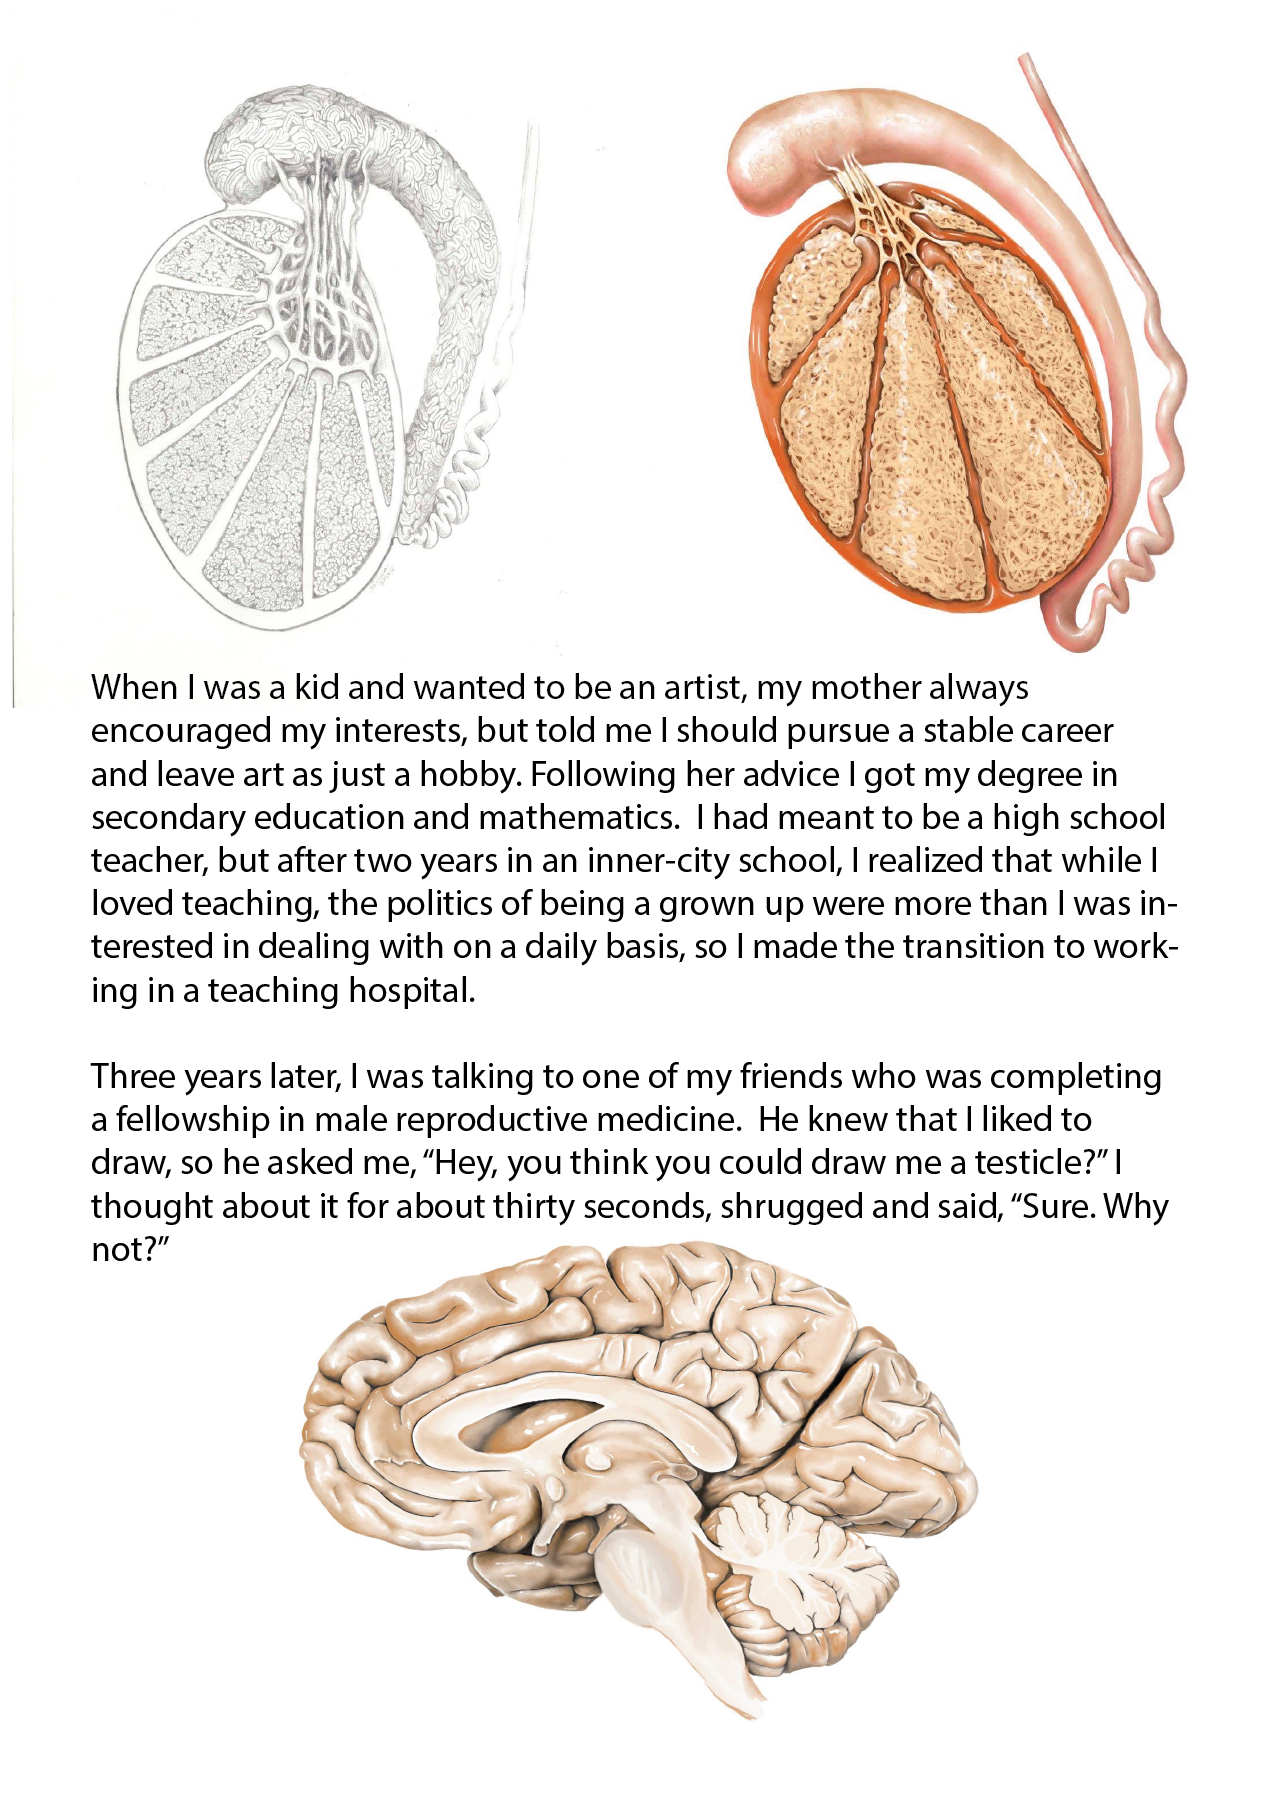 When I was a kid and wanted to be an artist, my mother always
encouraged my interests, but told me I should pursue a stable career
and leave art as just a hobby. Following her advice I got my degree in
secondary education and mathematics.  I had meant to be a high school
teacher, but after two years in an inner-city school, I realized that while I
loved teaching, the politics of being a grown up were more than I was in-
terested in dealing with on a daily basis, so I made the transition to work-
ing in a teaching hospital.
Three years later, I was talking to one of my friends who was completing
a fellowship in male reproductive medicine.  He knew that I liked to
draw, so he asked me, “Hey, you think you could draw me a testicle?” I
thought about it for about thirty seconds, shrugged and said, “Sure. Why
not?”